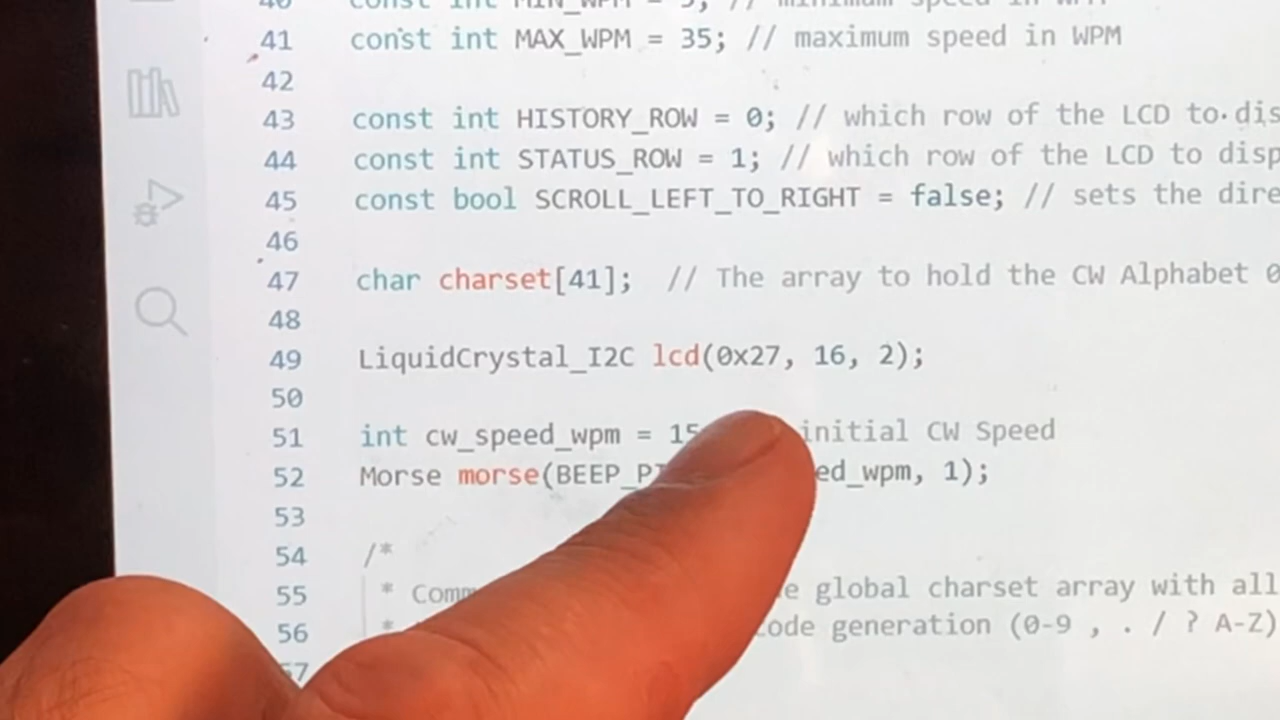 41 const int MAX_WPM = 35; // maximum speed in WPM
42
43 const int HISTORY_ROW = 0; // which row of the LCD to
44 const int STATUS_ROW = 1; // which row of the LCD to
45 const bool SCROLL_LEFT_TO_RIGHT = false; // sets the
46
47 char charset[41]; // The array to hold the CW Alphabet
48
49 LiquidCrystal_I2C lcd(0x27, 16, 2);
50
51 int cw_speed_wpm = 15 initial CW Speed
52 Morse morse(BEEP_ ed_wpm, 1);
53
54 /*
55 * global charset array with all
56 * generation (0-9 , . / ? A-Z)